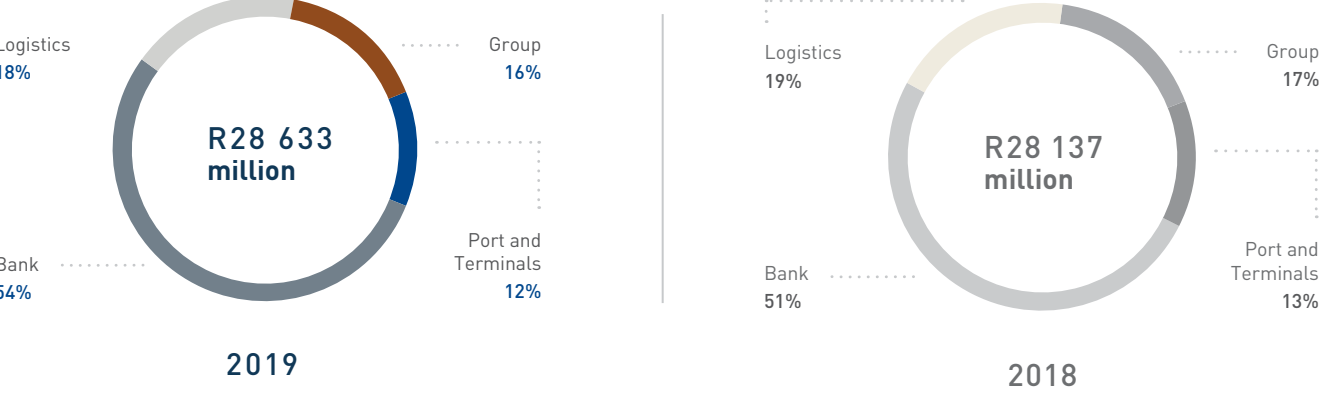 Logistics
18%
Group
16%
R28 633
million
Port and
Terminals
12%
Bank
54%
2019
Logistics
19%
Group
17%
R28 137
million
Port and
Terminals
13%
Bank
51%
2018